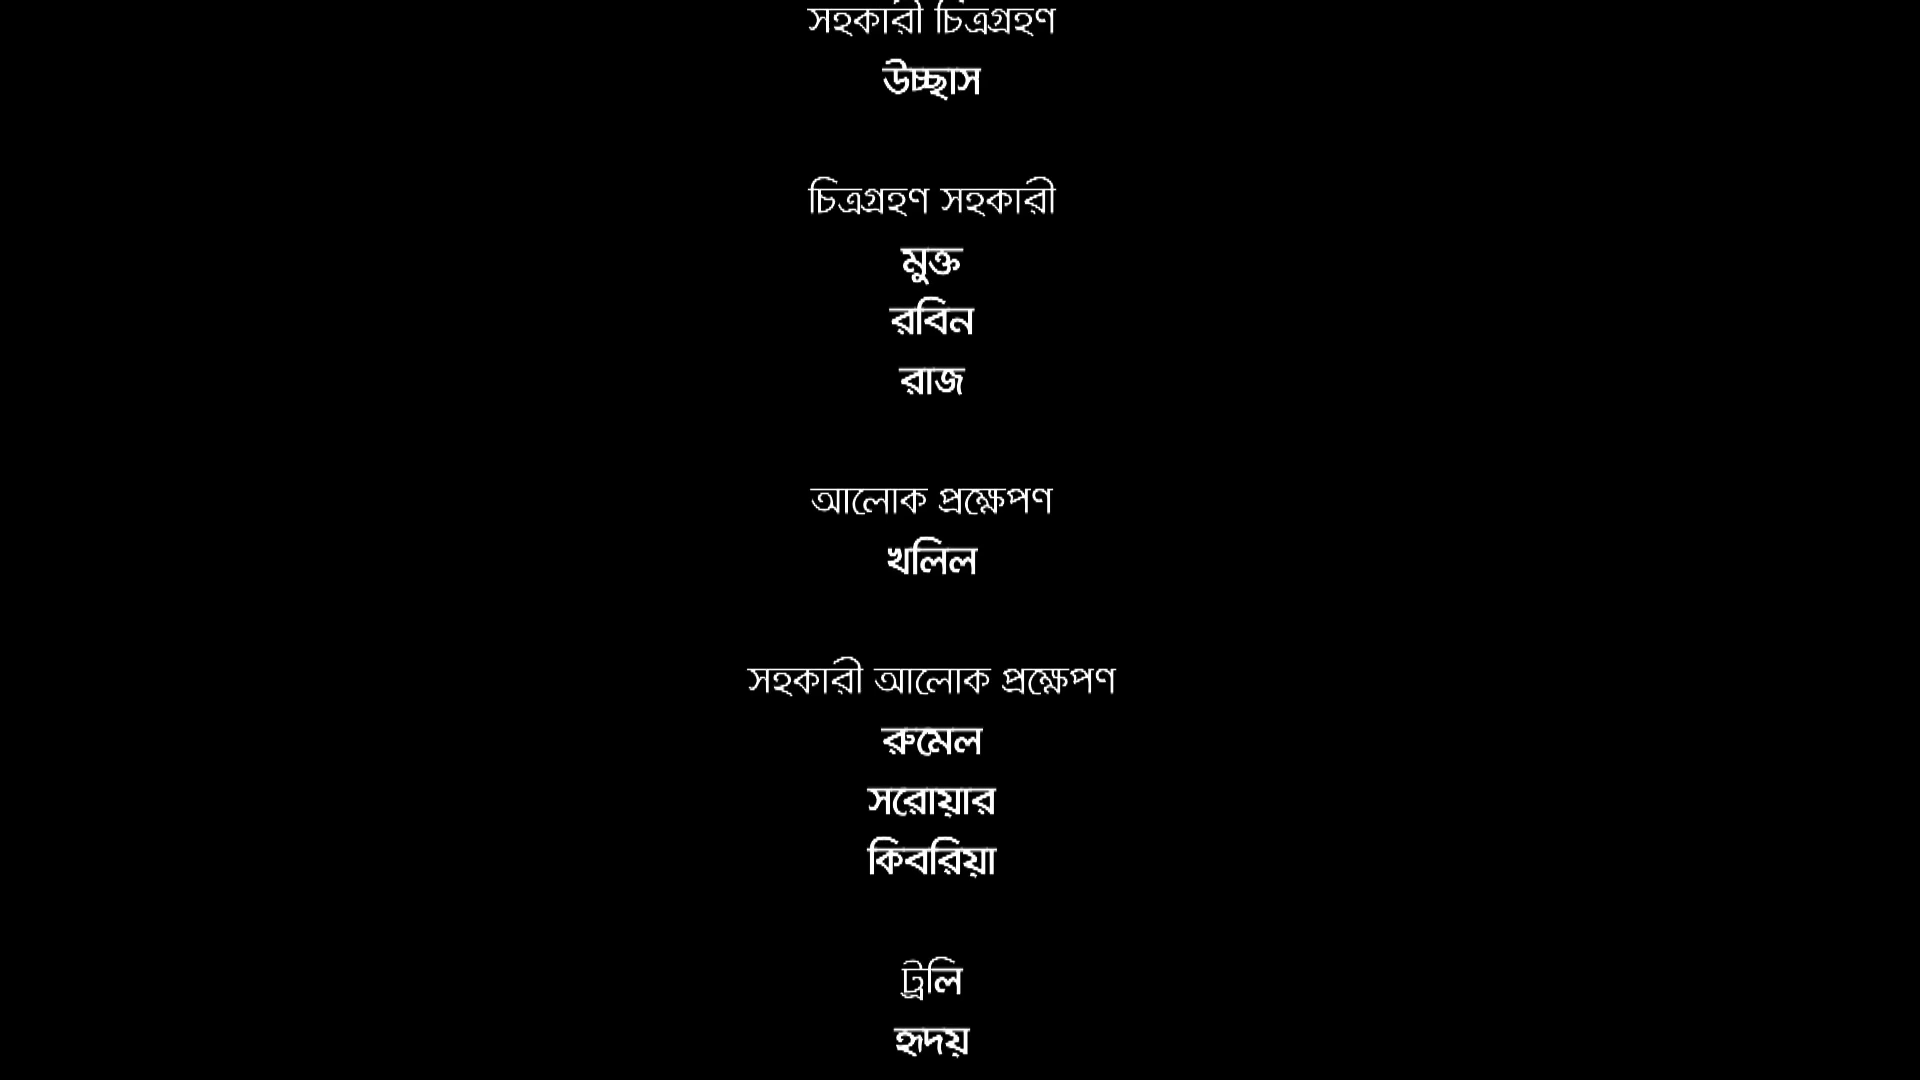 সহকারী চিত্রগ্রহণ
উচ্ছাস
চিত্রগ্রহণ সহকারী
মুক্ত
রবিন
রাজ
আলোক প্রক্ষেপণ
খলিল
সহকারী আলোক প্রক্ষেপণ
রুমেল
সরোয়ার
কিবরিয়া
ট্রলি
হৃদয়